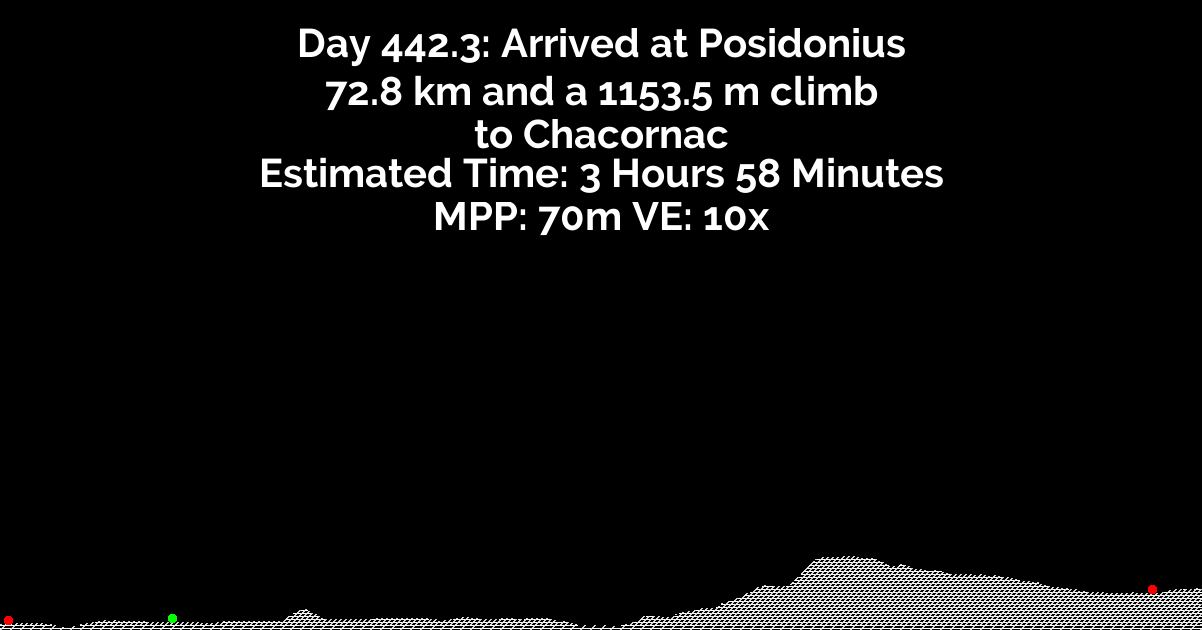 Day 442.3: Arrived at Posidonius
72.8 km and a 1153.5 m climb
to Chacornac
Estimated Time: 3 Hours 58 Minutes
MPP: 70m VE: 10x